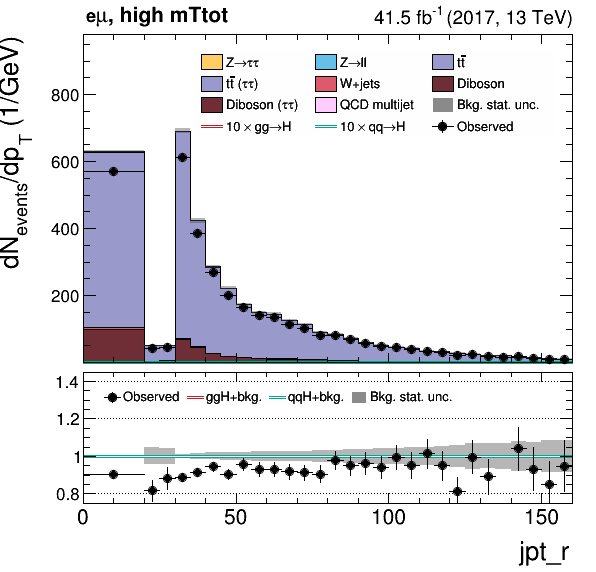 eμ, high mTtot
41.5 fb⁻¹ (2017, 13 TeV)
dN_events/dp_T (1/GeV)
Z→ττ Z→ll tt̄
tt̄ (ττ) W+jets Diboson
Diboson (ττ) QCD multijet Bkg. stat. unc.
10 × gg→H 10 × qq→H Observed
800
600
400
200
Observed ggH+bkg. qqH+bkg. Bkg. stat. unc.
1.4
1.2
1
0.8
0 50 100 150
jpt_r